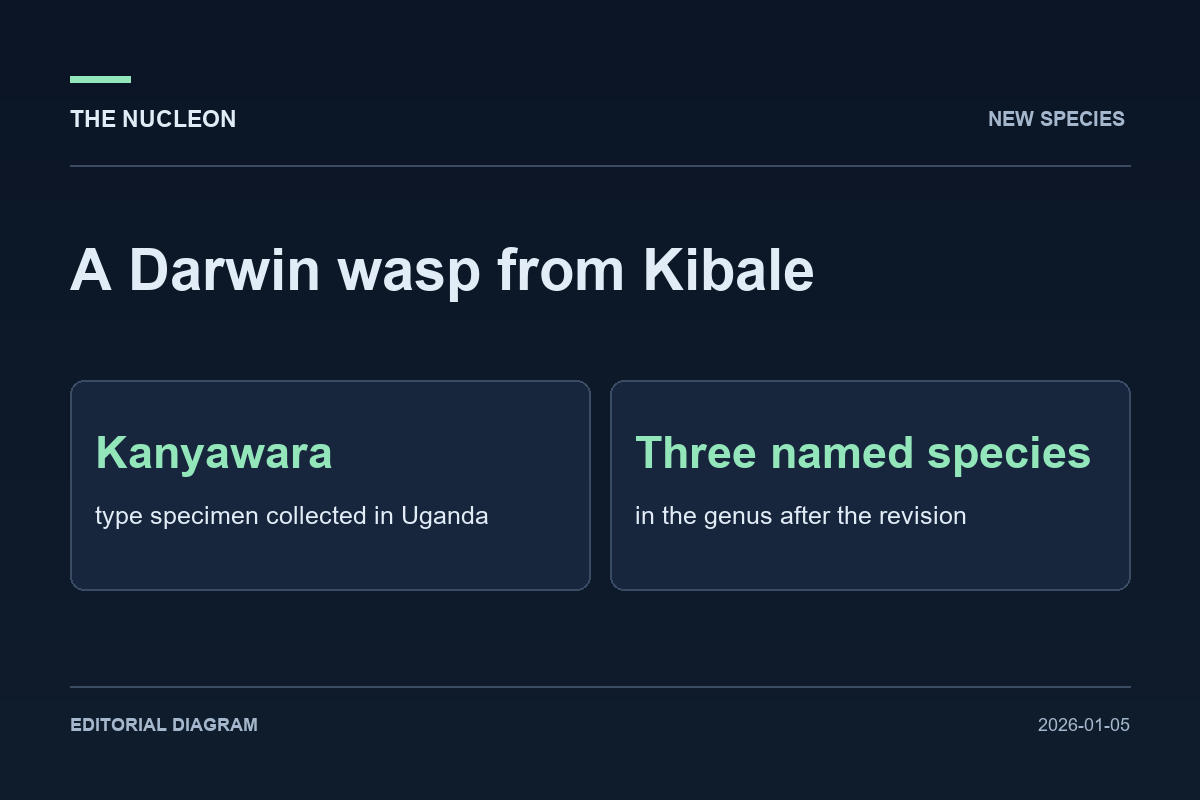 THE NUCLEON
NEW SPECIES
A Darwin wasp from Kibale
Kanyawara
type specimen collected in Uganda
Three named species
in the genus after the revision
EDITORIAL DIAGRAM
2026-01-05